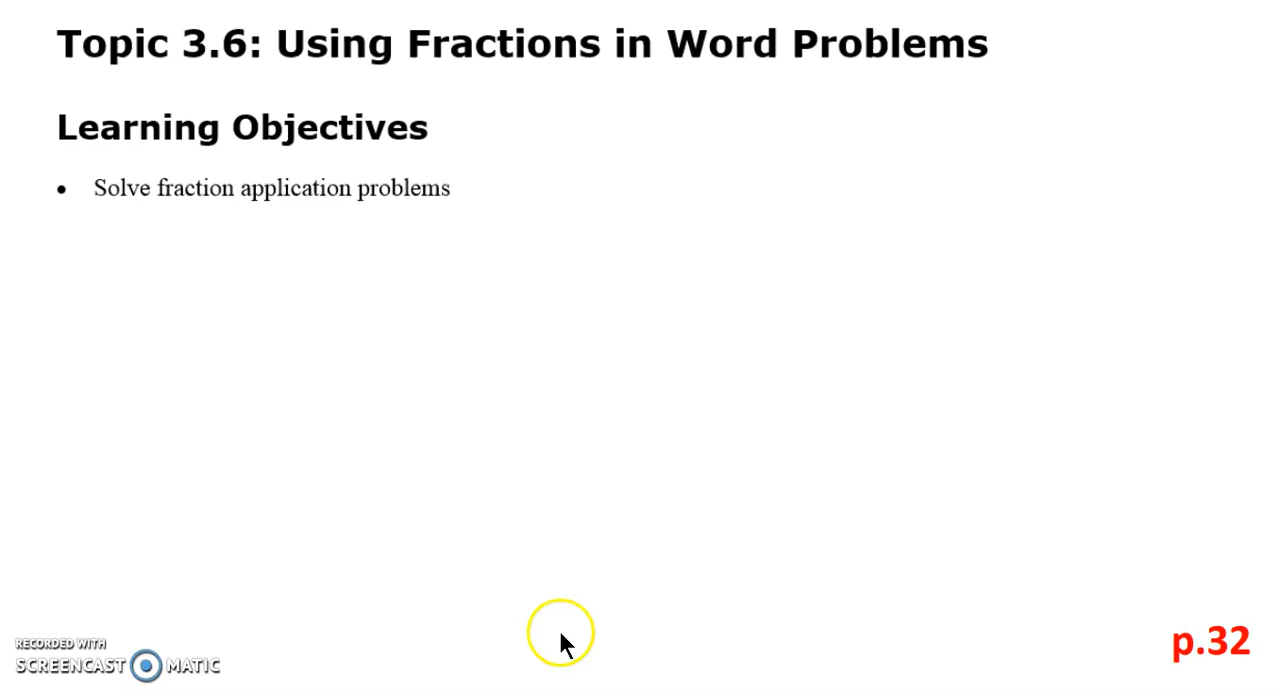 Topic 3.6: Using Fractions in Word Problems
Learning Objectives
• Solve fraction application problems
RECORDED WITH
SCREENCAST MATIC
p.32